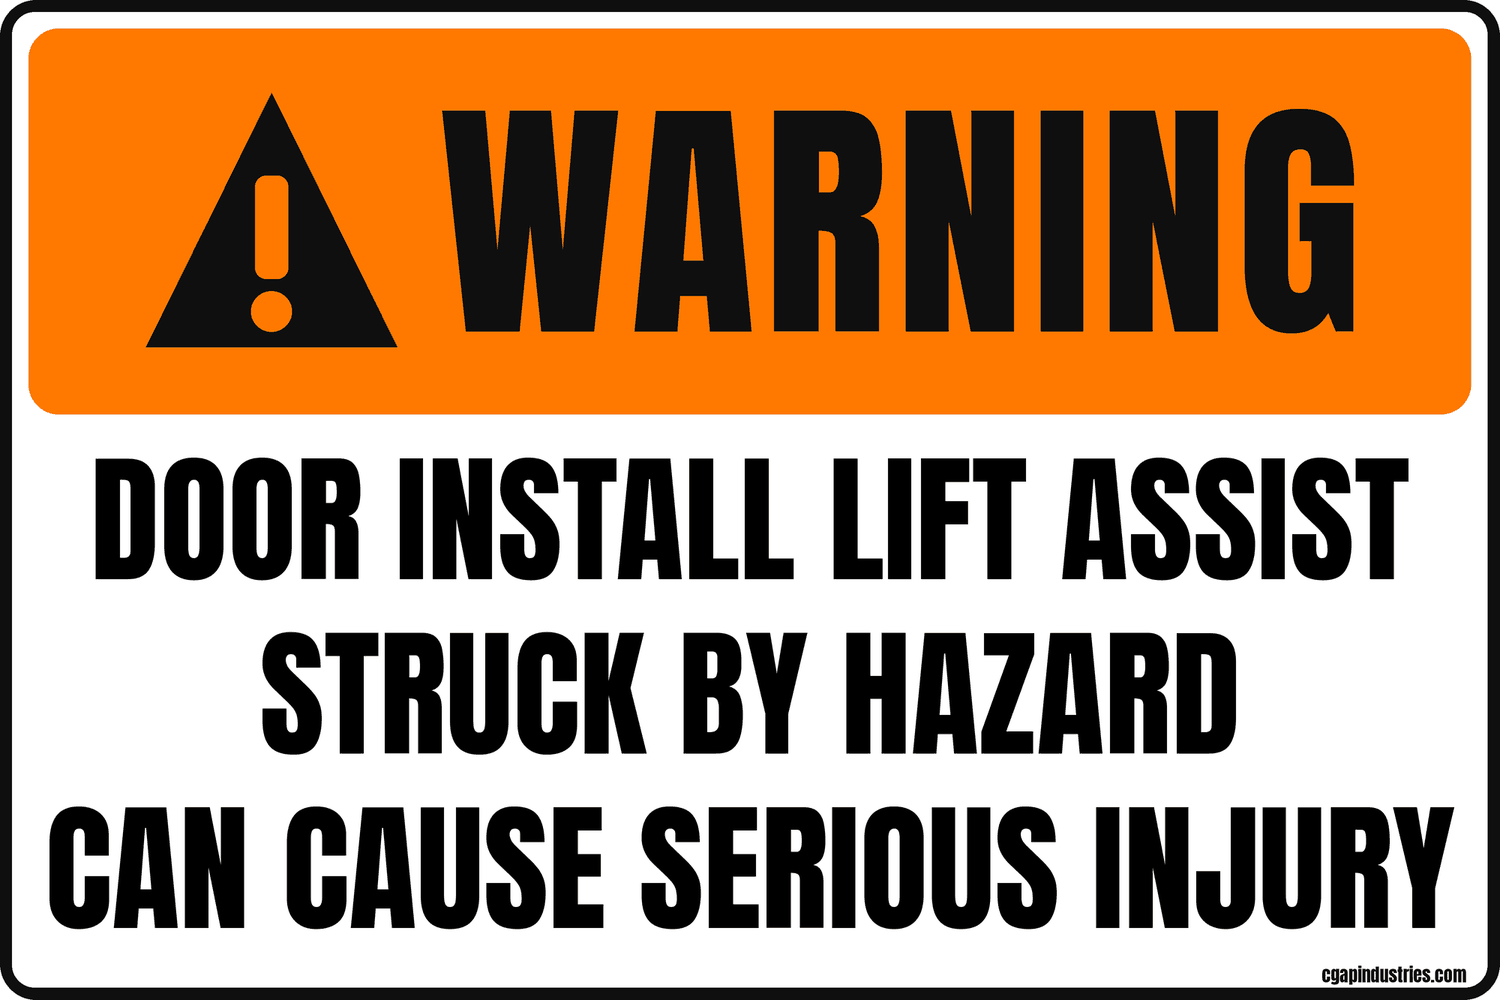 WARNING
DOOR INSTALL LIFT ASSIST
STRUCK BY HAZARD
CAN CAUSE SERIOUS INJURY
cgapindustries.com